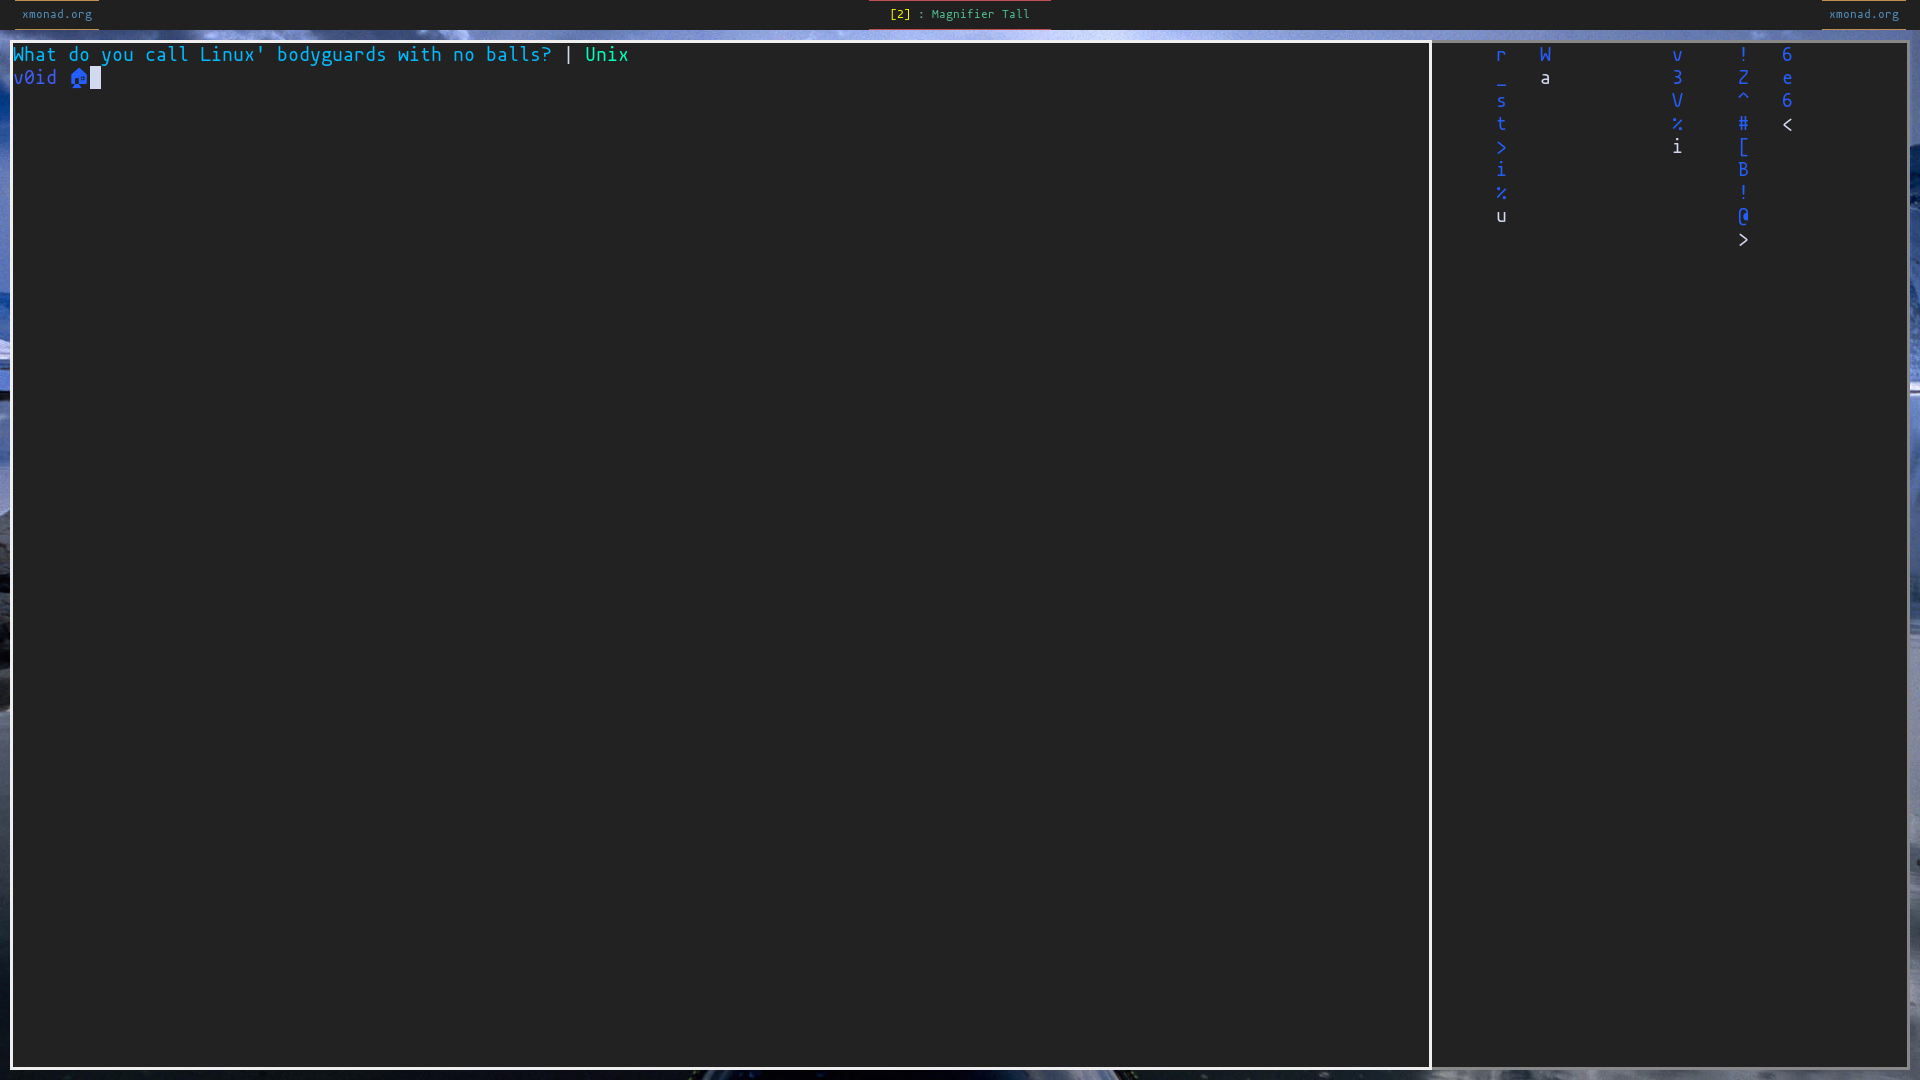 xmonad.org [2] : Magnifier Tall xmonad.org
What do you call Linux' bodyguards with no balls? | Unix
v0id
r W v ! 6
_ a 3 Z e
s V ^ 6
t % # <
> i [
i B
% !
u @
>